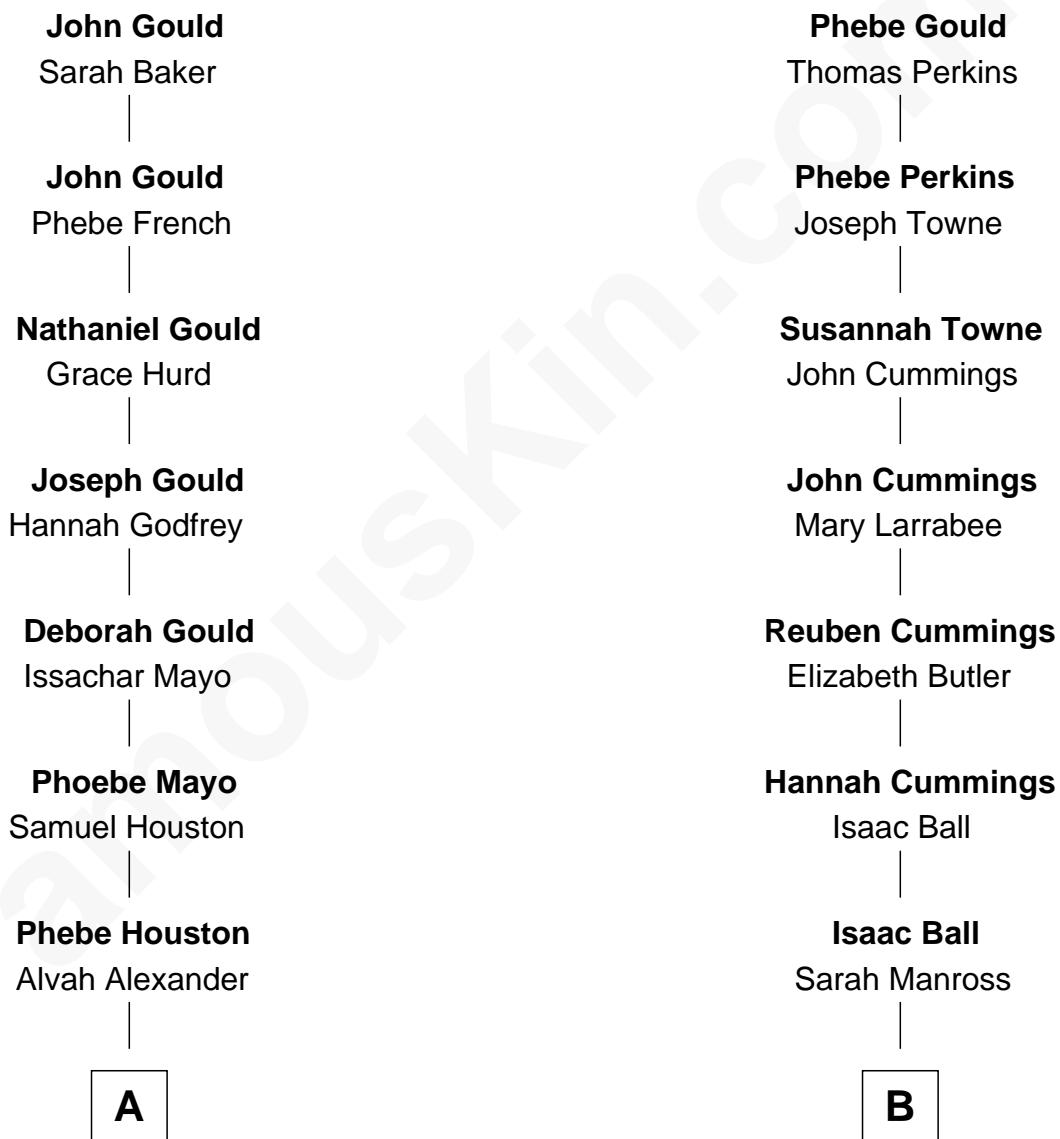 John Gould
Sarah Baker
John Gould
Phebe French
Nathaniel Gould
Grace Hurd
Joseph Gould
Hannah Godfrey
Deborah Gould
Issachar Mayo
Phoebe Mayo
Samuel Houston
Phebe Houston
Alvah Alexander
A
Phebe Gould
Thomas Perkins
Phebe Perkins
Joseph Towne
Susannah Towne
John Cummings
John Cummings
Mary Larrabee
Reuben Cummings
Elizabeth Butler
Hannah Cummings
Isaac Ball
Isaac Ball
Sarah Manross
B
amousKin.com